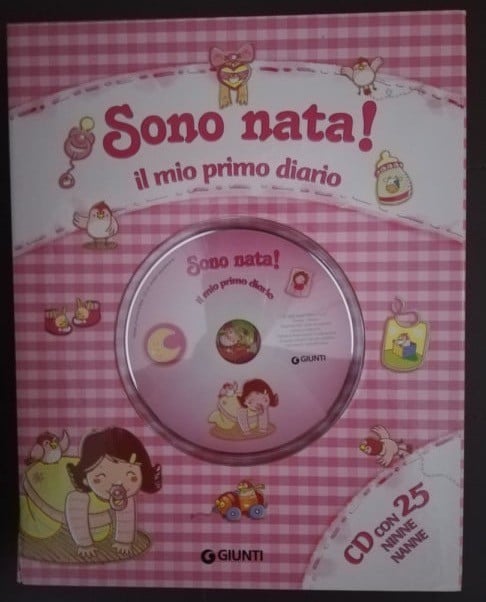 Sono nata!
il mio primo diario
Sono nata!
il mio primo diario
GIUNTI
CD CON 25
NINNE
NANNE
GIUNTI